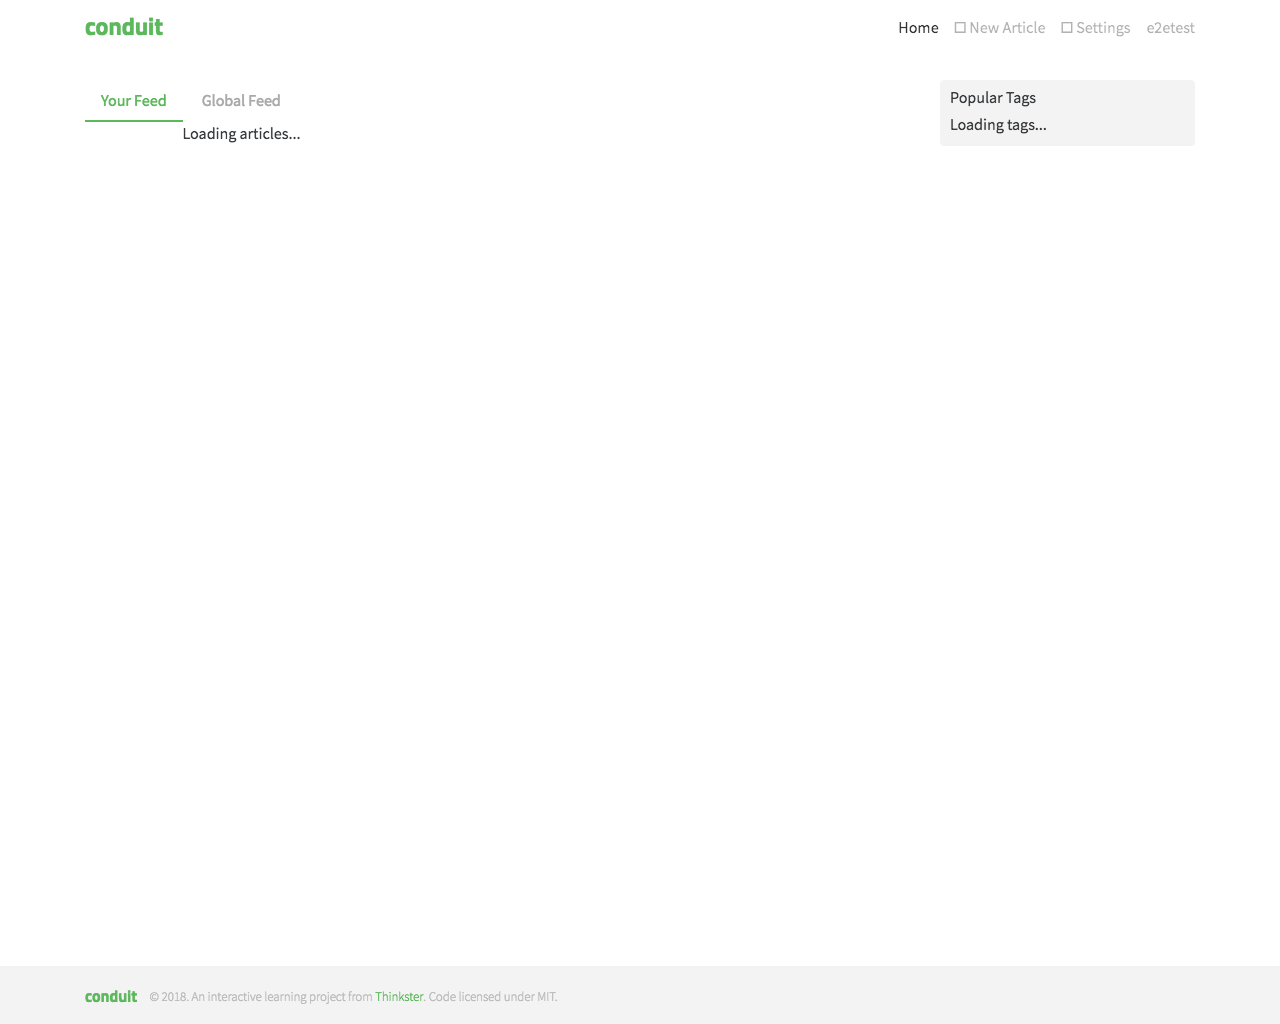 conduit
Home New Article Settings e2etest
Your Feed Global Feed
Loading articles...
Popular Tags
Loading tags...
conduit © 2018. An interactive learning project from Thinkster. Code licensed under MIT.